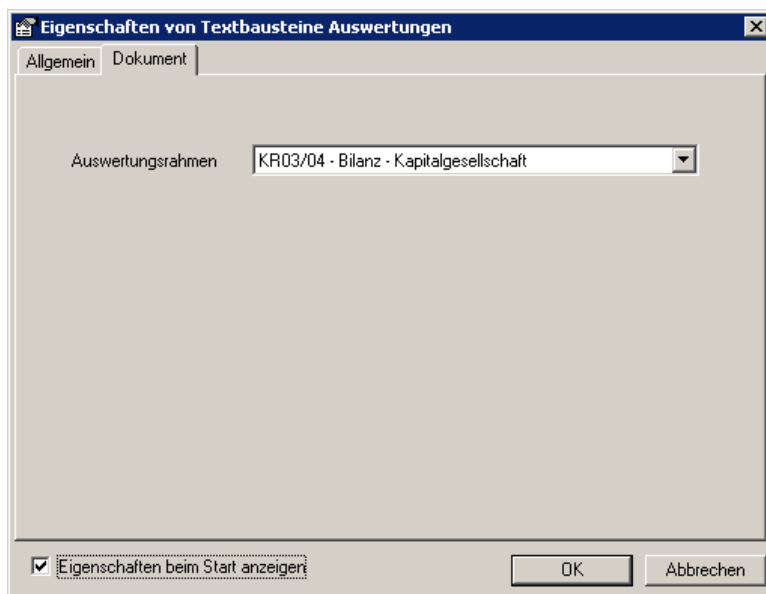 Eigenschaften von Textbausteine Auswertungen
Allgemein Dokument
Auswertungsrahmen KR03/04 - Bilanz - Kapitalgesellschaft
Eigenschaften beim Start anzeigen OK Abbrechen